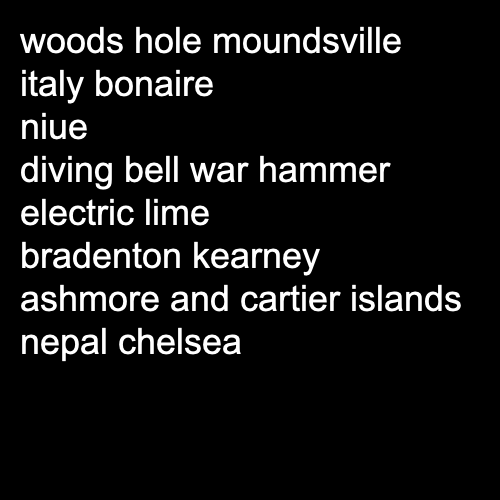 woods hole moundsville
italy bonaire
niue
diving bell war hammer
electric lime
bradenton kearney
ashmore and cartier islands
nepal chelsea